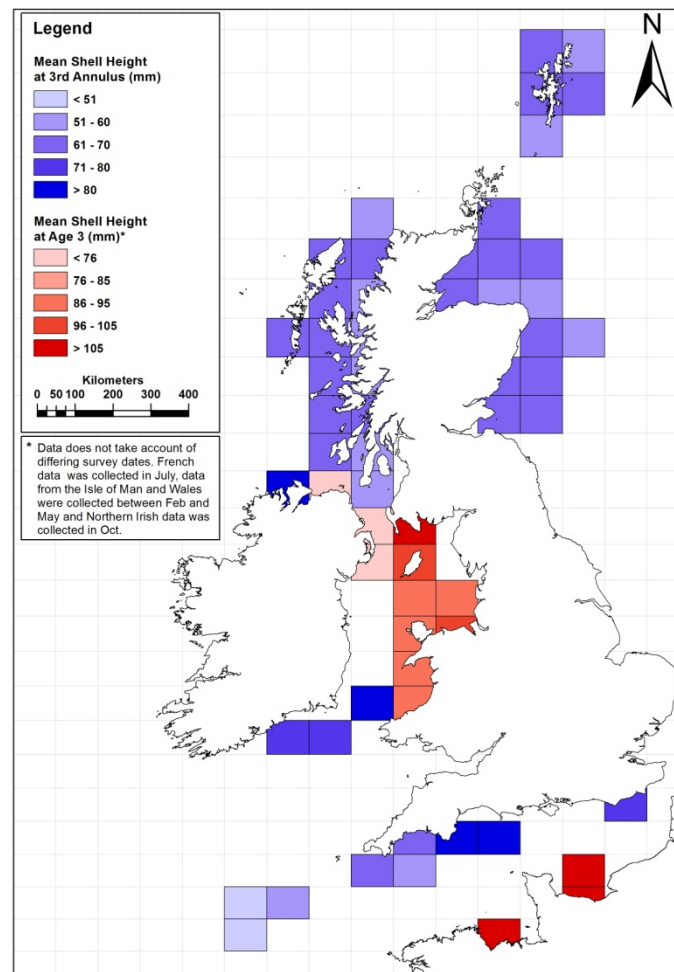 Legend
Mean Shell Height
at 3rd Annulus (mm)
< 51
51 - 60
61 - 70
71 - 80
> 80
Mean Shell Height
at Age 3 (mm)*
< 76
76 - 85
86 - 95
96 - 105
> 105
Kilometers
0 50 100 200 300 400
* Data does not take account of
differing survey dates. French
data was collected in July, data
from the Isle of Man and Wales
were collected between Feb and
May and Northern Irish data was
collected in Oct.
N